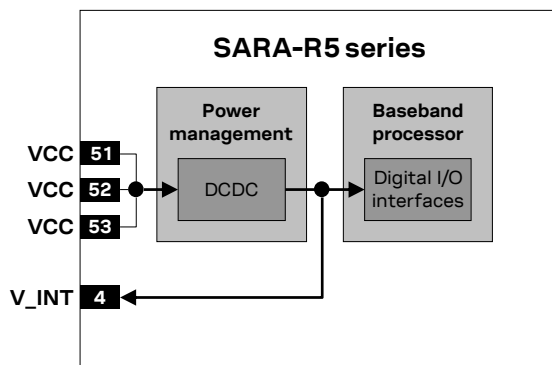 SARA-R5 series
Power
management
Baseband
processor
DCDC
Digital I/O
interfaces
VCC 51
VCC 52
VCC 53
V_INT 4